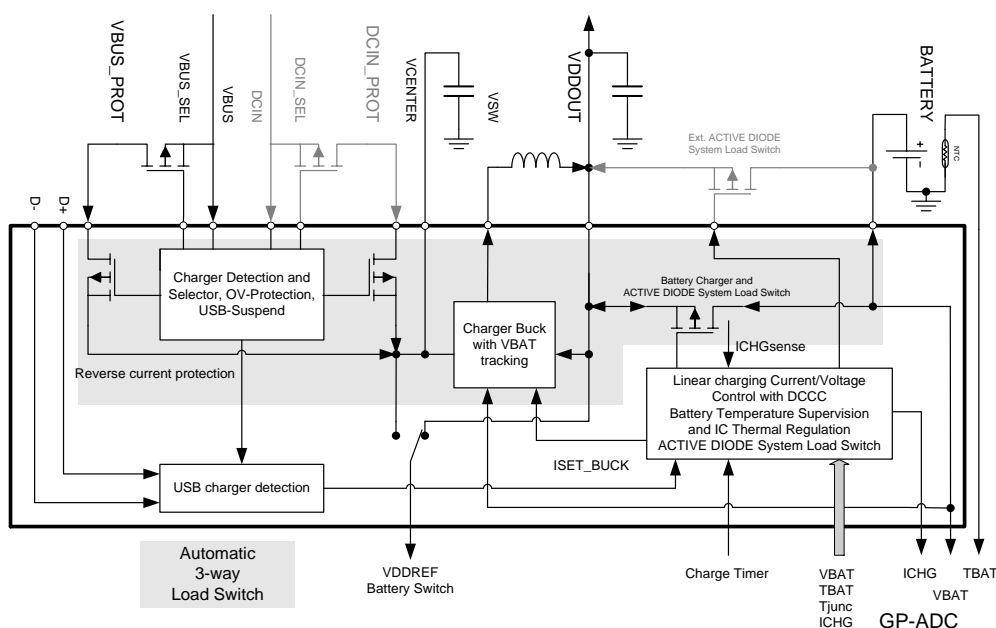 VBUS_PROT
VBUS_SEL
VBUS
DCIN
DCIN_SEL
DCIN_PROT
VCENTER
VSW
VDDOUT
BATTERY
NTC
+
-
Ext. ACTIVE DIODE
System Load Switch
D-
D+
Charger Detection and
Selector, OV-Protection,
USB-Suspend
Battery Charger and
ACTIVE DIODE System Load Switch
Charger Buck
with VBAT
tracking
ICHGsense
Reverse current protection
Linear charging Current/Voltage
Control with DCCC
Battery Temperature Supervision
and IC Thermal Regulation
ACTIVE DIODE System Load Switch
ISET_BUCK
USB charger detection
Automatic
3-way
Load Switch
VDDREF
Battery Switch
Charge Timer
VBAT
TBAT
Tjunc
ICHG
ICHG
VBAT
TBAT
GP-ADC